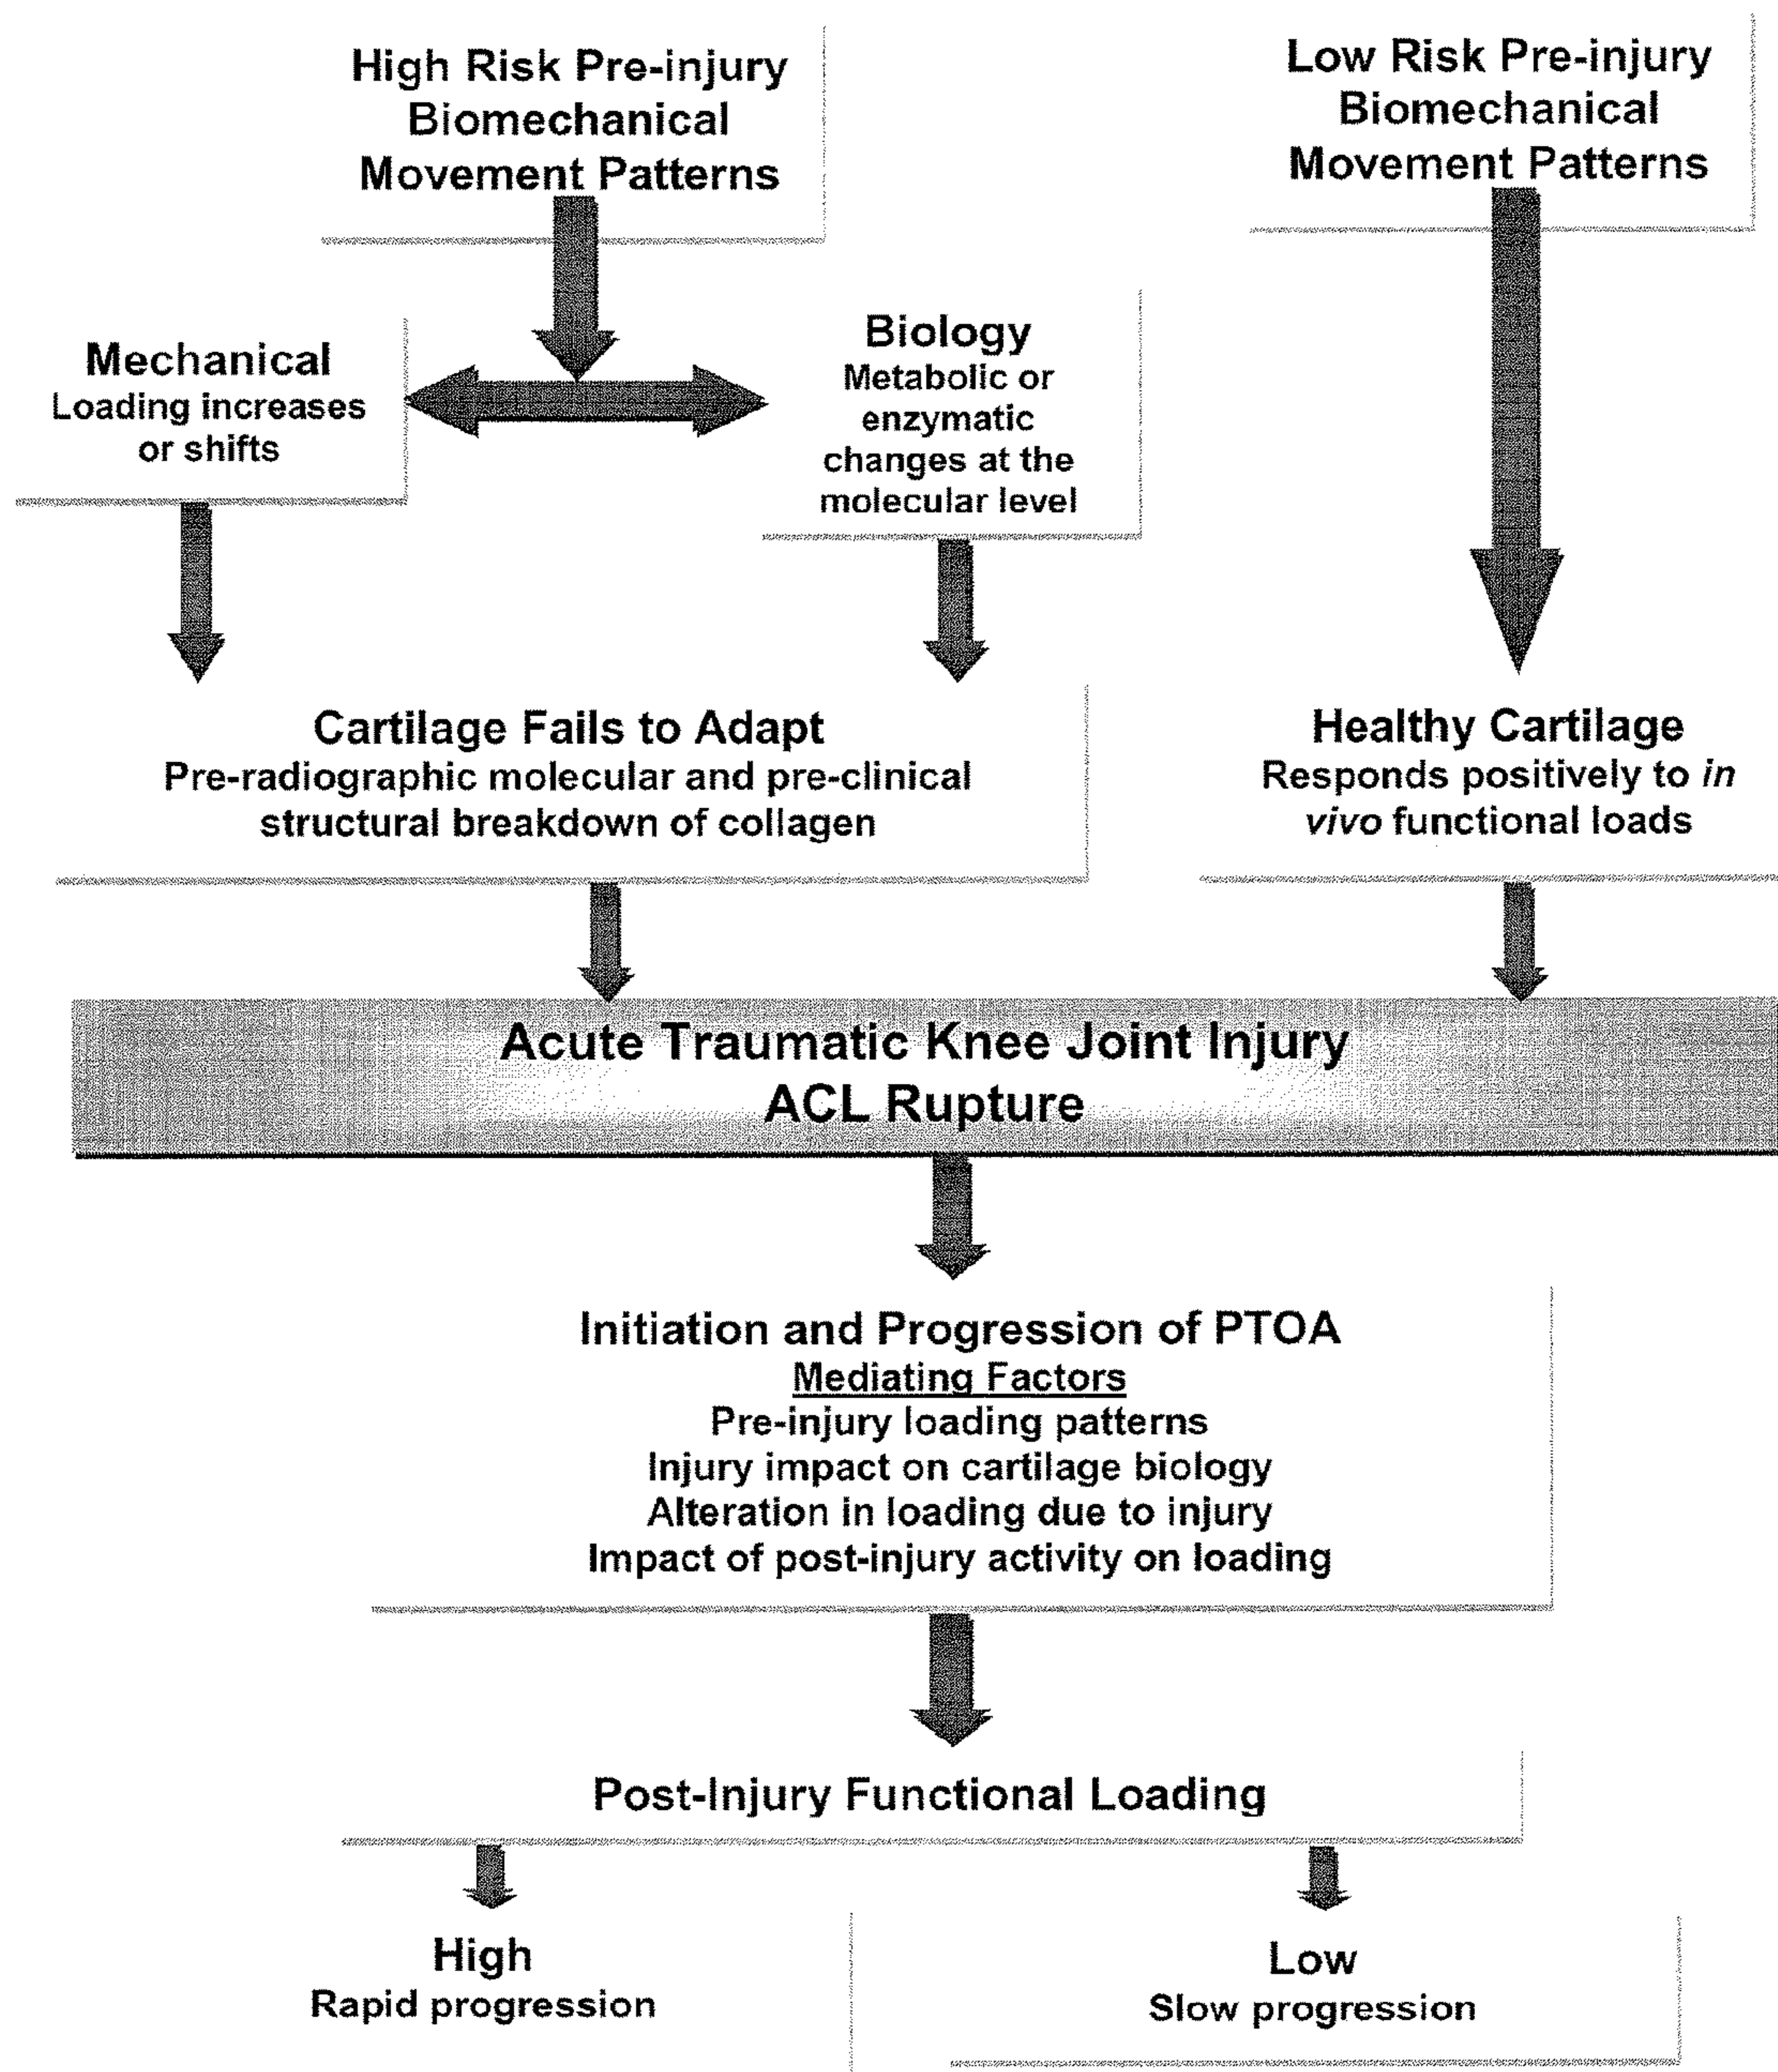 High Risk Pre-injury
Biomechanical
Movement Patterns
Low Risk Pre-injury
Biomechanical
Movement Patterns
Mechanical
Loading increases
or shifts
Biology
Metabolic or
enzymatic
changes at the
molecular level
Cartilage Fails to Adapt
Pre-radiographic molecular and pre-clinical
structural breakdown of collagen
Healthy Cartilage
Responds positively to in
vivo functional loads
Acute Traumatic Knee Joint Injury
ACL Rupture
Initiation and Progression of PTOA
Mediating Factors
Pre-injury loading patterns
Injury impact on cartilage biology
Alteration in loading due to injury
Impact of post-injury activity on loading
Post-Injury Functional Loading
High
Rapid progression
Low
Slow progression